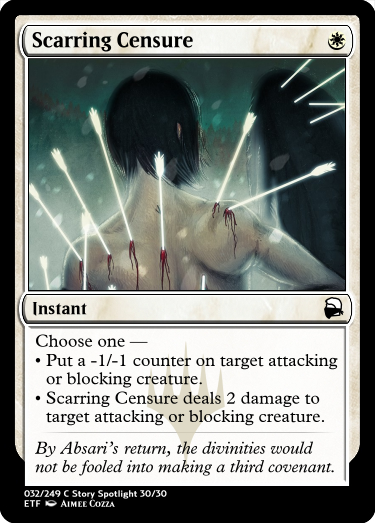 Scarring Censure
Instant
Choose one —
• Put a -1/-1 counter on target attacking
or blocking creature.
• Scarring Censure deals 2 damage to
target attacking or blocking creature.
By Absari's return, the divinities would
not be fooled into making a third covenant.
032/249 C Story Spotlight 30/30
ETF Aimee Cozza